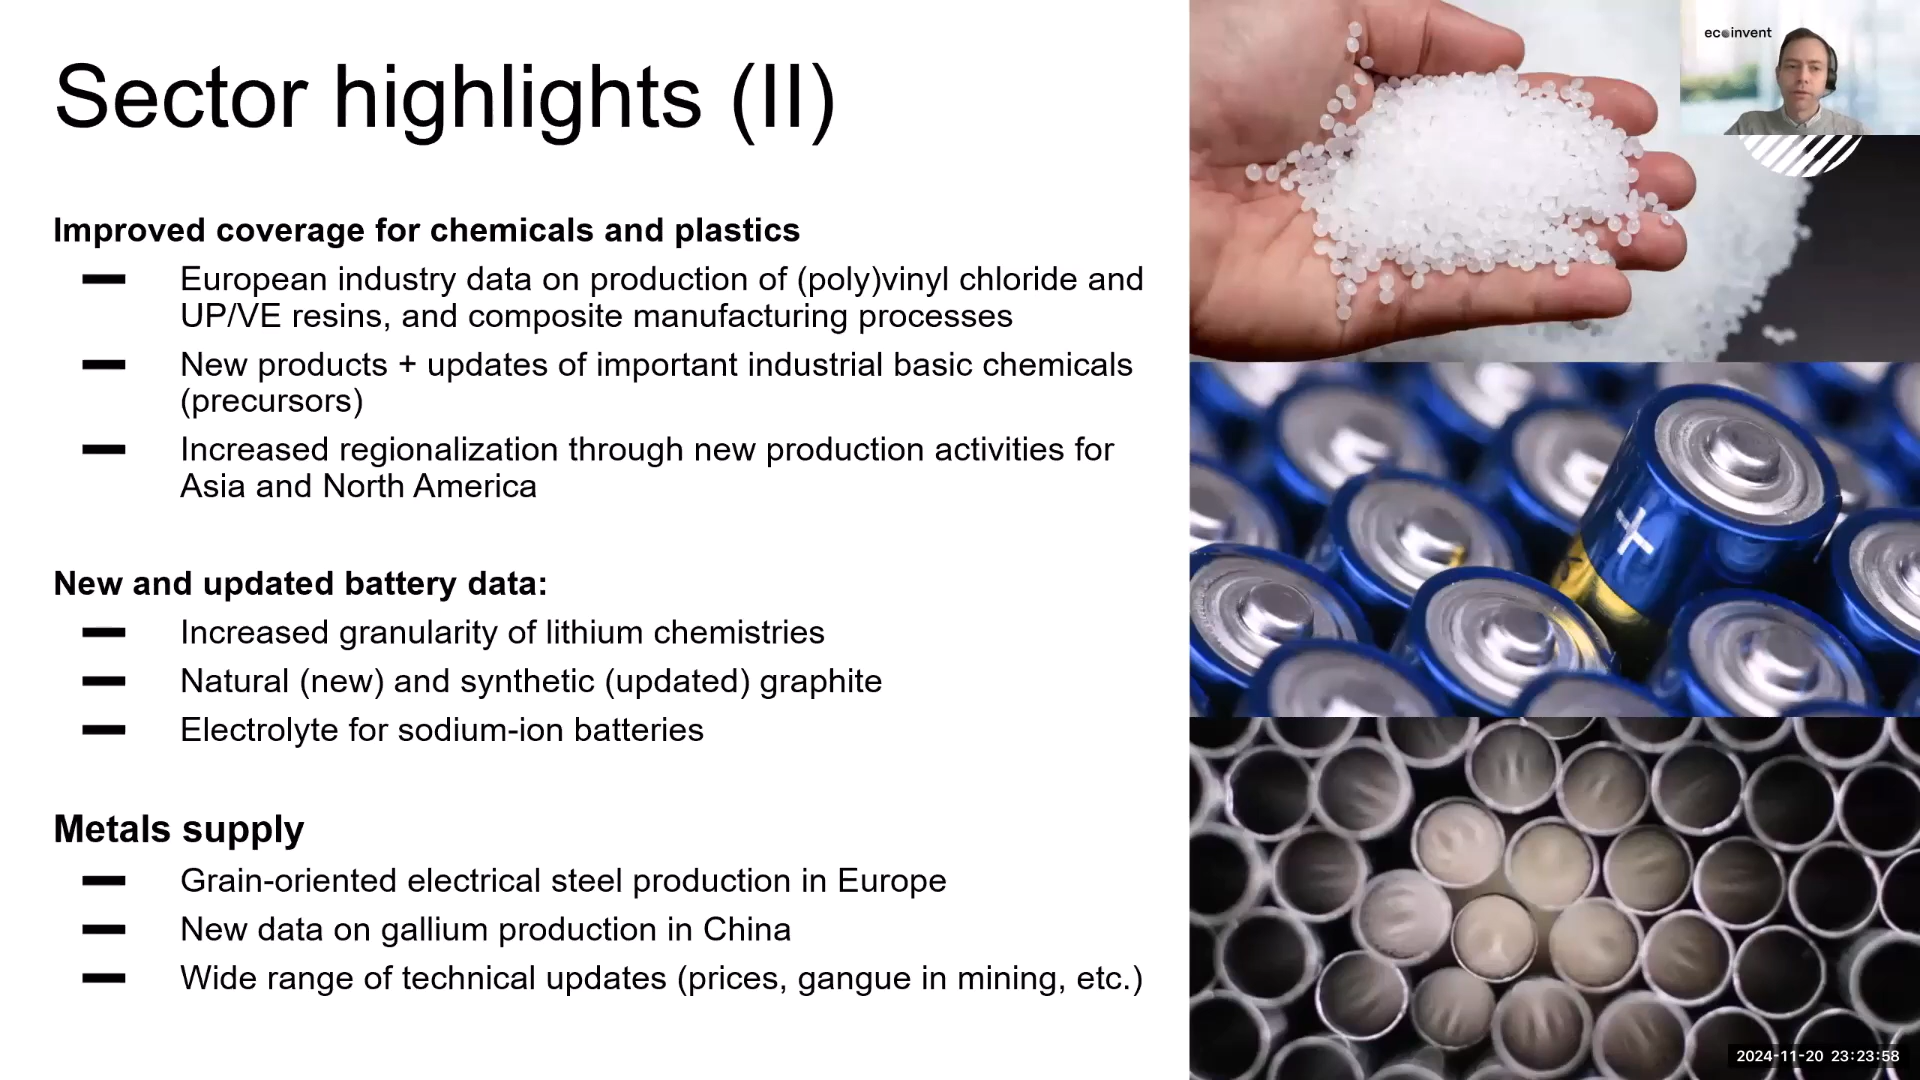 Sector highlights (II)
ecoinvent
Improved coverage for chemicals and plastics
European industry data on production of (poly)vinyl chloride and
UP/VE resins, and composite manufacturing processes
New products + updates of important industrial basic chemicals
(precursors)
Increased regionalization through new production activities for
Asia and North America
New and updated battery data:
Increased granularity of lithium chemistries
Natural (new) and synthetic (updated) graphite
Electrolyte for sodium-ion batteries
Metals supply
Grain-oriented electrical steel production in Europe
New data on gallium production in China
Wide range of technical updates (prices, gangue in mining, etc.)
+
2024-11-20 23:23:58